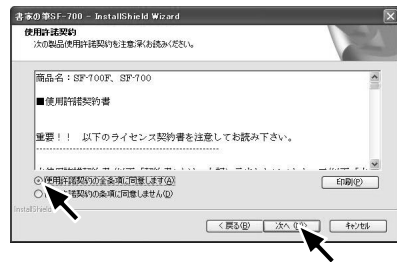 書家の筆SF-700 - InstallShield Wizard
使用許諾契約
次の製品使用許諾契約を注意深くお読みください。
商品名：SF-700F、SF-700
■使用許諾契約書
重要！！　以下のライセンス契約書を注意してお読み下さい。
使用許諾契約の全条項に同意します(A)
許諾契約の条項に同意しません(D)
印刷(P)
InstallShield
< 戻る(B)
次へ
キャンセル